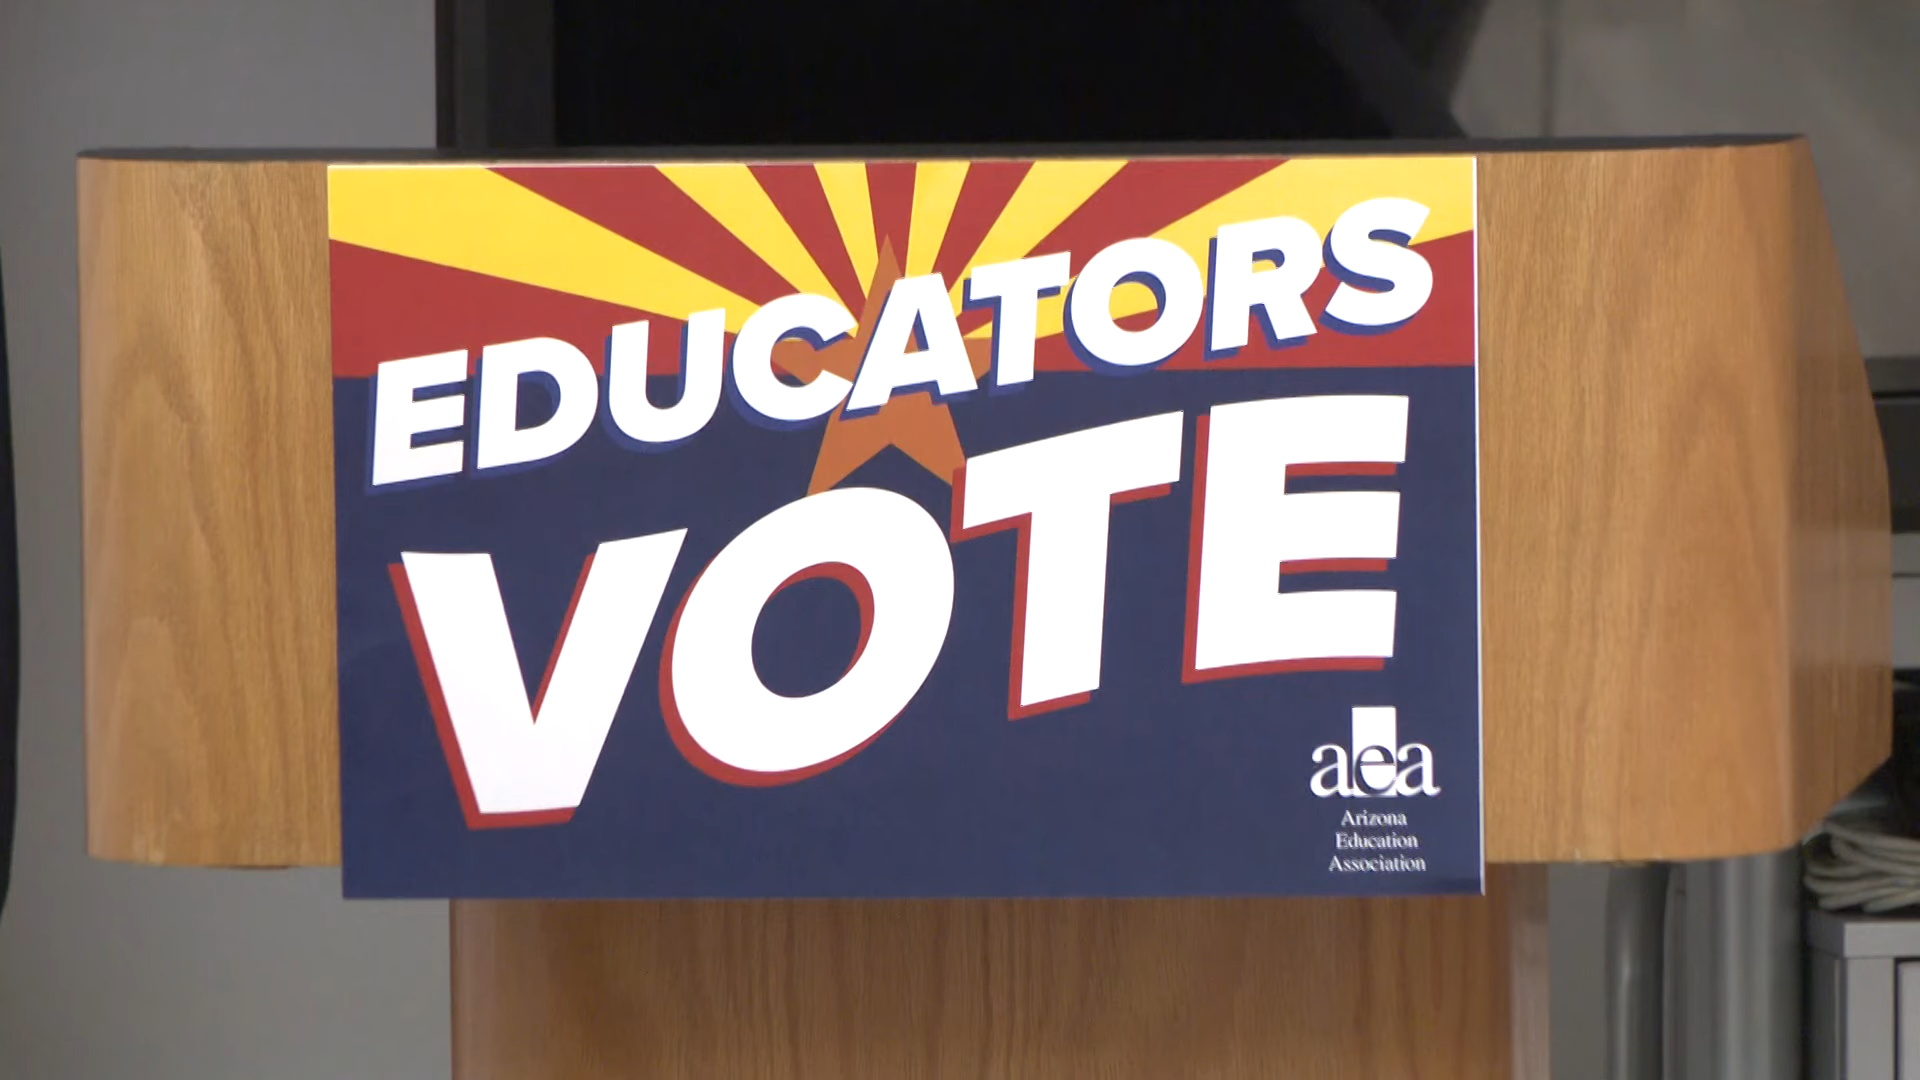 EDUCATORS
VOTE
aea
Arizona
Education
Association